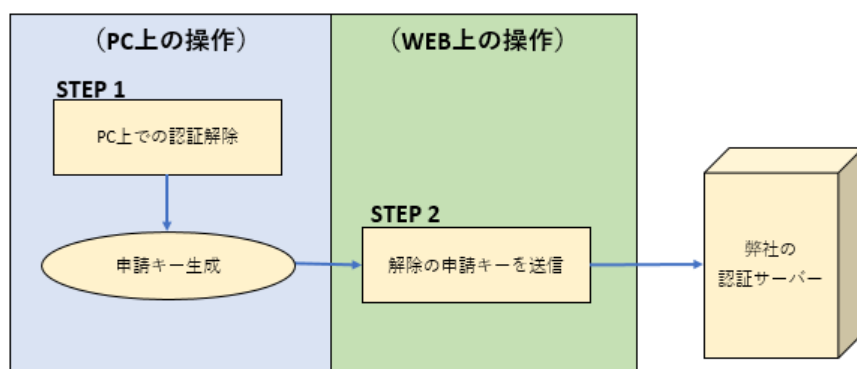 （PC上の操作）
（WEB上の操作）
STEP 1
PC上での認証解除
申請キー生成
STEP 2
解除の申請キーを送信
弊社の
認証サーバー